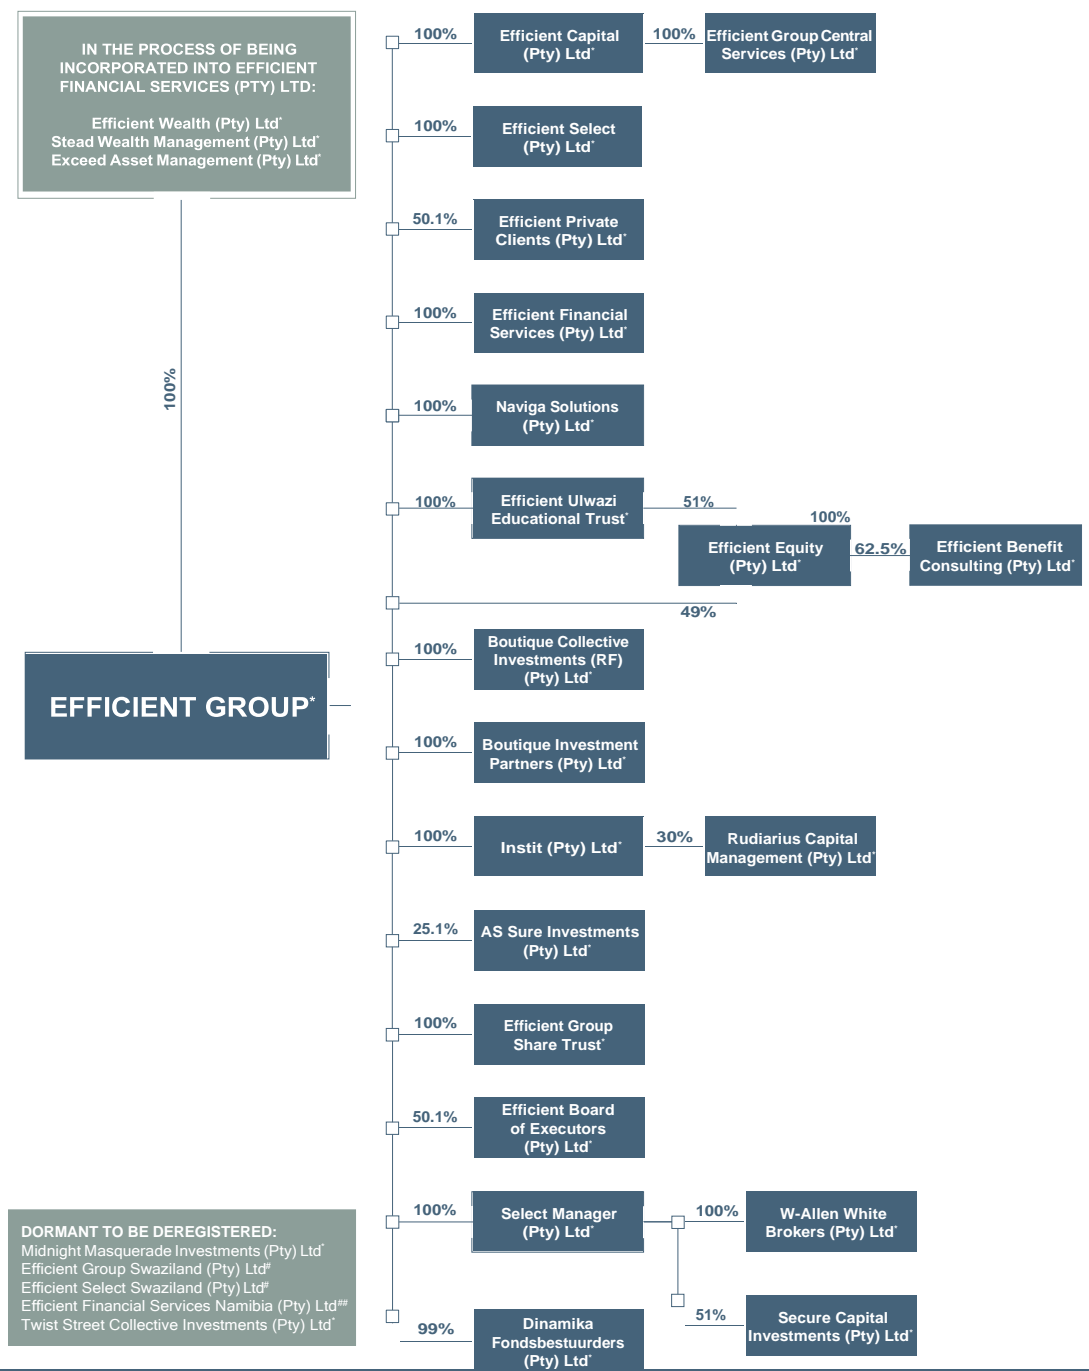 IN THE PROCESS OF BEING
INCORPORATED INTO EFFICIENT
FINANCIAL SERVICES (PTY) LTD:
Efficient Wealth (Pty) Ltd*
Stead Wealth Management (Pty) Ltd*
Exceed Asset Management (Pty) Ltd*
100%
EFFICIENT GROUP*
100%
Efficient Capital
(Pty) Ltd*
100%
Efficient Group Central
Services (Pty) Ltd*
100%
Efficient Select
(Pty) Ltd*
50.1%
Efficient Private
Clients (Pty) Ltd*
100%
Efficient Financial
Services (Pty) Ltd*
100%
Naviga Solutions
(Pty) Ltd*
100%
Efficient Ulwazi
Educational Trust*
51%
100%
Efficient Equity
(Pty) Ltd*
62.5%
Efficient Benefit
Consulting (Pty) Ltd*
49%
100%
Boutique Collective
Investments (RF)
(Pty) Ltd*
100%
Boutique Investment
Partners (Pty) Ltd*
100%
Instit (Pty) Ltd*
30%
Rudiarius Capital
Management (Pty) Ltd*
25.1%
AS Sure Investments
(Pty) Ltd*
100%
Efficient Group
Share Trust*
50.1%
Efficient Board
of Executors
(Pty) Ltd*
100%
Select Manager
(Pty) Ltd*
100%
W-Allen White
Brokers (Pty) Ltd*
51%
Secure Capital
Investments (Pty) Ltd*
99%
Dinamika
Fondsbestuurders
(Pty) Ltd*
DORMANT TO BE DEREGISTERED:
Midnight Masquerade Investments (Pty) Ltd*
Efficient Group Swaziland (Pty) Ltd#
Efficient Select Swaziland (Pty) Ltd#
Efficient Financial Services Namibia (Pty) Ltd##
Twist Street Collective Investments (Pty) Ltd*